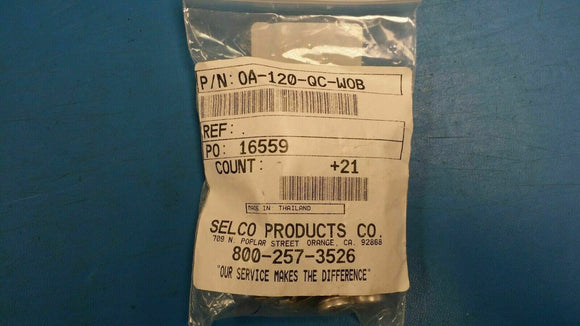 P/N: OA-120-QC-WOB
REF: .
PO: 16559
COUNT: +21
MADE IN THAILAND
SELCO PRODUCTS CO.
709 N. POPLAR STREET ORANGE, CA. 92868
800-257-3526
"OUR SERVICE MAKES THE DIFFERENCE"